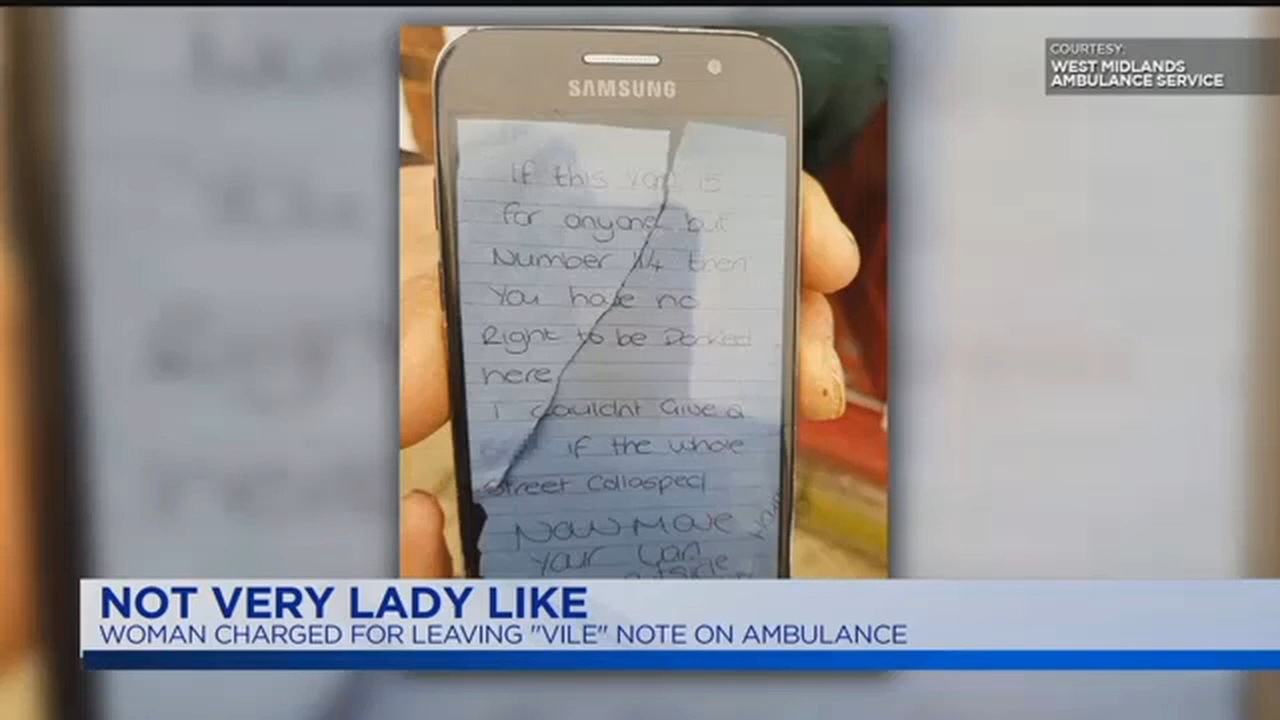 COURTESY:
WEST MIDLANDS
AMBULANCE SERVICE
SAMSUNG
If this van is
for anyone but
Number 14 then
You have no
Right to be Parked
here
I couldnt Give a
if the whole
Street Collasped
Now Move
Your Van
outside
NOT VERY LADY LIKE
WOMAN CHARGED FOR LEAVING "VILE" NOTE ON AMBULANCE